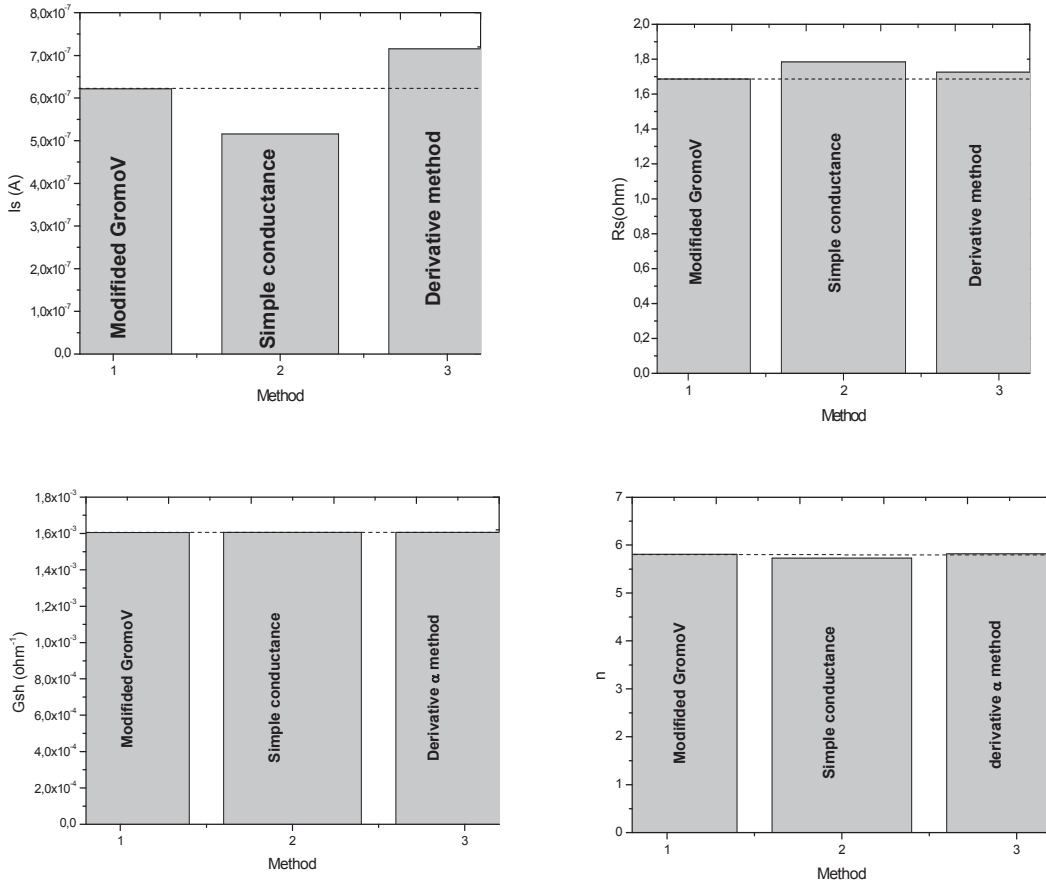 8,0x10-7
7,0x10-7
6,0x10-7
5,0x10-7
4,0x10-7
3,0x10-7
2,0x10-7
1,0x10-7
0,0
Is (A)
Modifided GromoV
Simple conductance
Derivative method
1
2
3
Method
2,0
1,8
1,6
1,4
1,2
1,0
0,8
0,6
0,4
0,2
0,0
Rs(ohm)
Modifided GromoV
Simple conductance
Derivative method
1
2
3
Method
1,8x10-3
1,6x10-3
1,4x10-3
1,2x10-3
1,0x10-3
8,0x10-4
6,0x10-4
4,0x10-4
2,0x10-4
0,0
Gsh (ohm-1)
Modifided GromoV
Simple conductance
Derivative α method
1
2
3
Method
7
6
5
4
3
2
1
0
n
Modifided GromoV
Simple conductance
derivative α method
1
2
3
Method